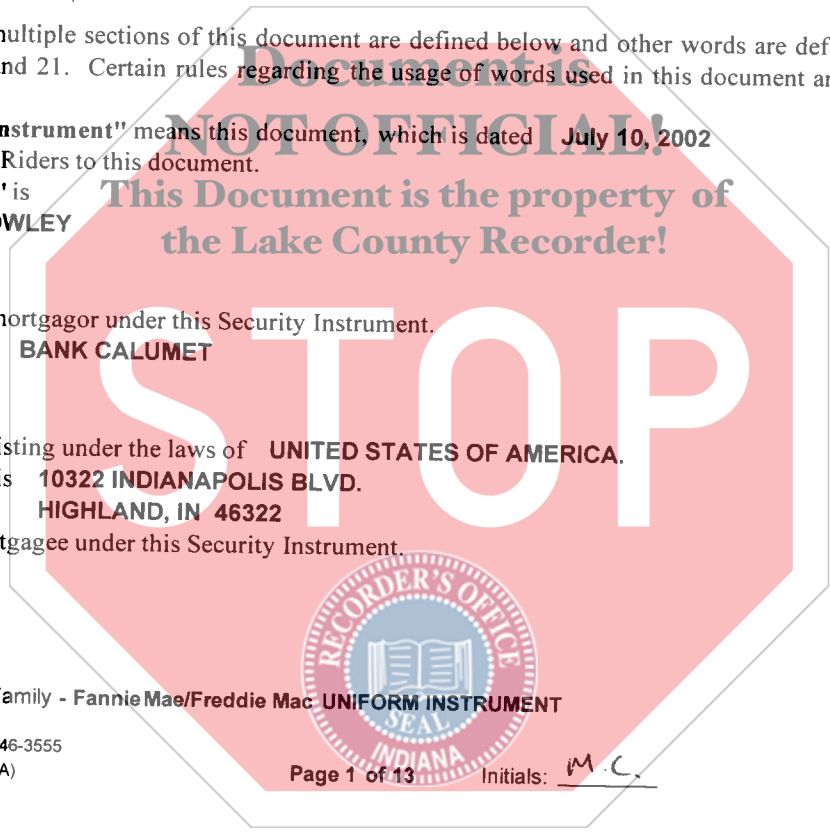 multiple sections of this document are defined below and other words are def
nd 21. Certain rules regarding the usage of words used in this document ar
Document is
nstrument" means this document, which is dated July 10, 2002
NOT OFFICIAL!
Riders to this document.
" is
This Document is the property of
OWLEY
the Lake County Recorder!
mortgagor under this Security Instrument.
BANK CALUMET
STOP
isting under the laws of UNITED STATES OF AMERICA.
is 10322 INDIANAPOLIS BLVD.
HIGHLAND, IN 46322
tgagee under this Security Instrument.
RECORDER'S OFFICE
SEAL
INDIANA
amily - Fannie Mae/Freddie Mac UNIFORM INSTRUMENT
46-3555
A)
Page 1 of 13 Initials: M.C.